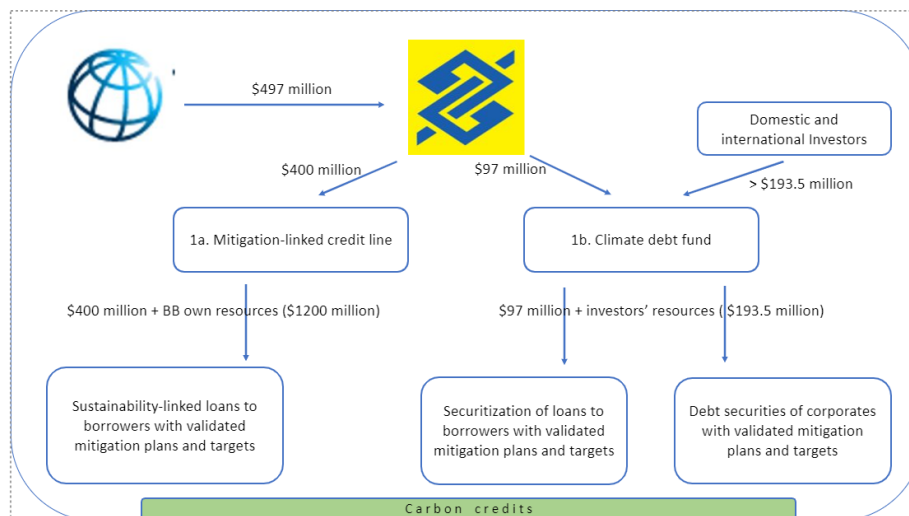 $497 million
Domestic and
international Investors
$400 million
$97 million
> $193.5 million
1a. Mitigation-linked credit line
1b. Climate debt fund
$400 million + BB own resources ($1200 million)
$97 million + investors’ resources ( $193.5 million)
Sustainability-linked loans to
borrowers with validated
mitigation plans and targets
Securitization of loans to
borrowers with validated
mitigation plans and targets
Debt securities of corporates
with validated mitigation
plans and targets
Carbon credits